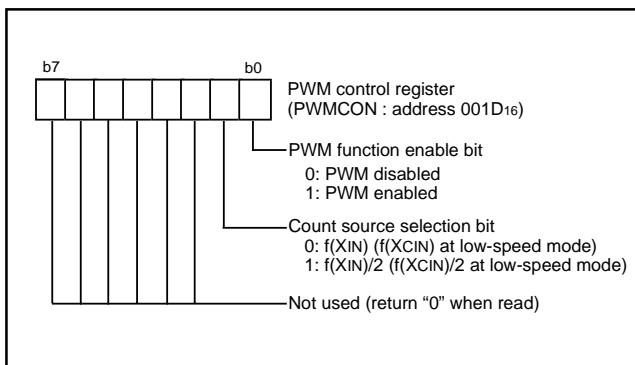 b7 b0
PWM control register
(PWMCON : address 001D16)
PWM function enable bit
0: PWM disabled
1: PWM enabled
Count source selection bit
0: f(XIN) (f(XCIN) at low-speed mode)
1: f(XIN)/2 (f(XCIN)/2 at low-speed mode)
Not used (return “0” when read)